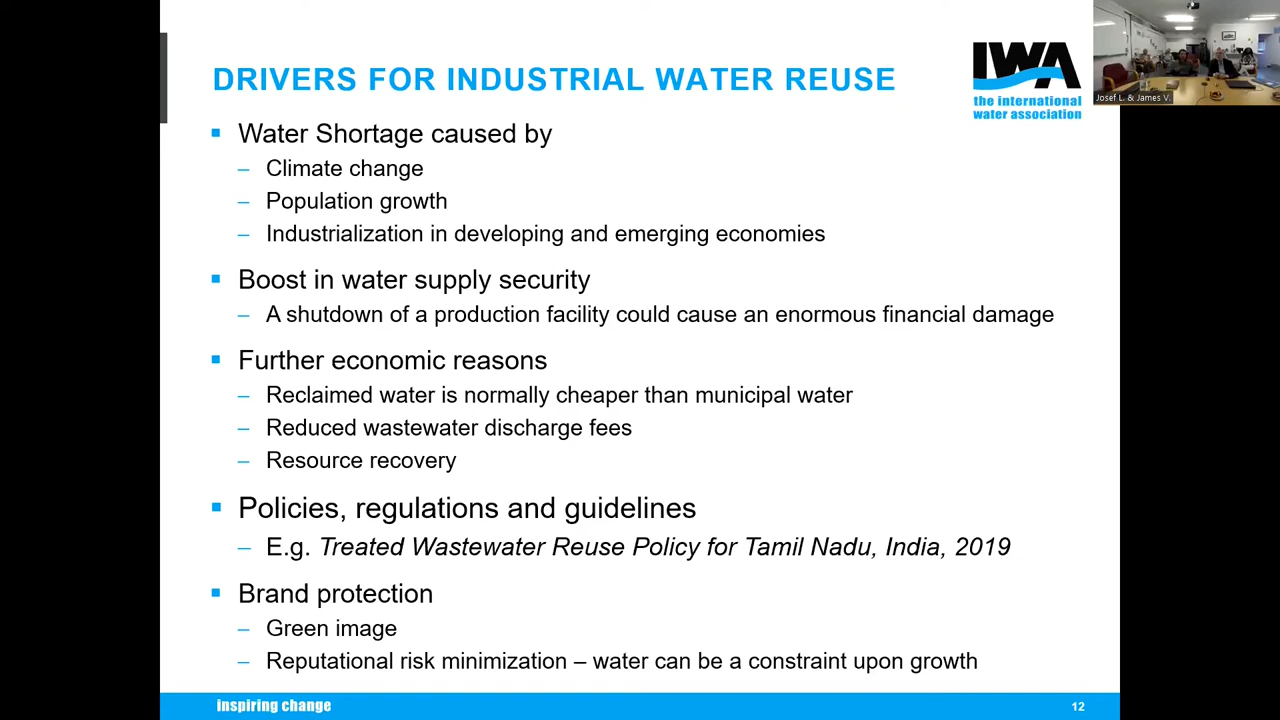 DRIVERS FOR INDUSTRIAL WATER REUSE
IWA
the international
water association
Josef L. & James V.
▪ Water Shortage caused by
– Climate change
– Population growth
– Industrialization in developing and emerging economies
▪ Boost in water supply security
– A shutdown of a production facility could cause an enormous financial damage
▪ Further economic reasons
– Reclaimed water is normally cheaper than municipal water
– Reduced wastewater discharge fees
– Resource recovery
▪ Policies, regulations and guidelines
– E.g. Treated Wastewater Reuse Policy for Tamil Nadu, India, 2019
▪ Brand protection
– Green image
– Reputational risk minimization – water can be a constraint upon growth
inspiring change
12